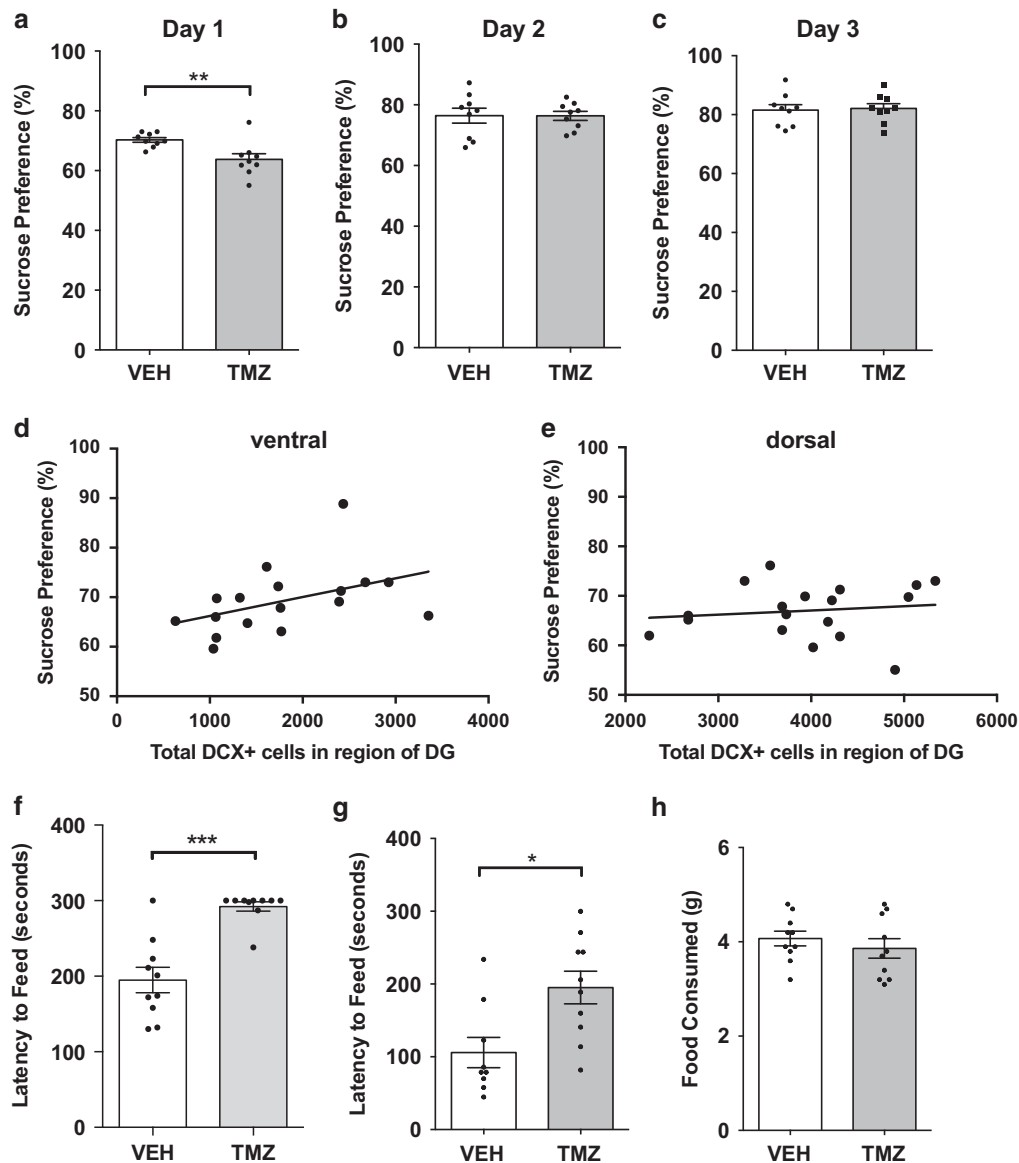 a
Day 1
Sucrose Preference (%)
100
80
60
40
20
0
**
VEH TMZ
b
Day 2
Sucrose Preference (%)
100
80
60
40
20
0
VEH TMZ
c
Day 3
Sucrose Preference (%)
100
80
60
40
20
0
VEH TMZ
d
ventral
Sucrose Preference (%)
100
90
80
70
60
50
0 1000 2000 3000 4000
Total DCX+ cells in region of DG
e
dorsal
Sucrose Preference (%)
100
90
80
70
60
50
2000 3000 4000 5000 6000
Total DCX+ cells in region of DG
f
Latency to Feed (seconds)
400
300
200
100
0
***
VEH TMZ
g
Latency to Feed (seconds)
400
300
200
100
0
*
VEH TMZ
h
Food Consumed (g)
6
4
2
0
VEH TMZ